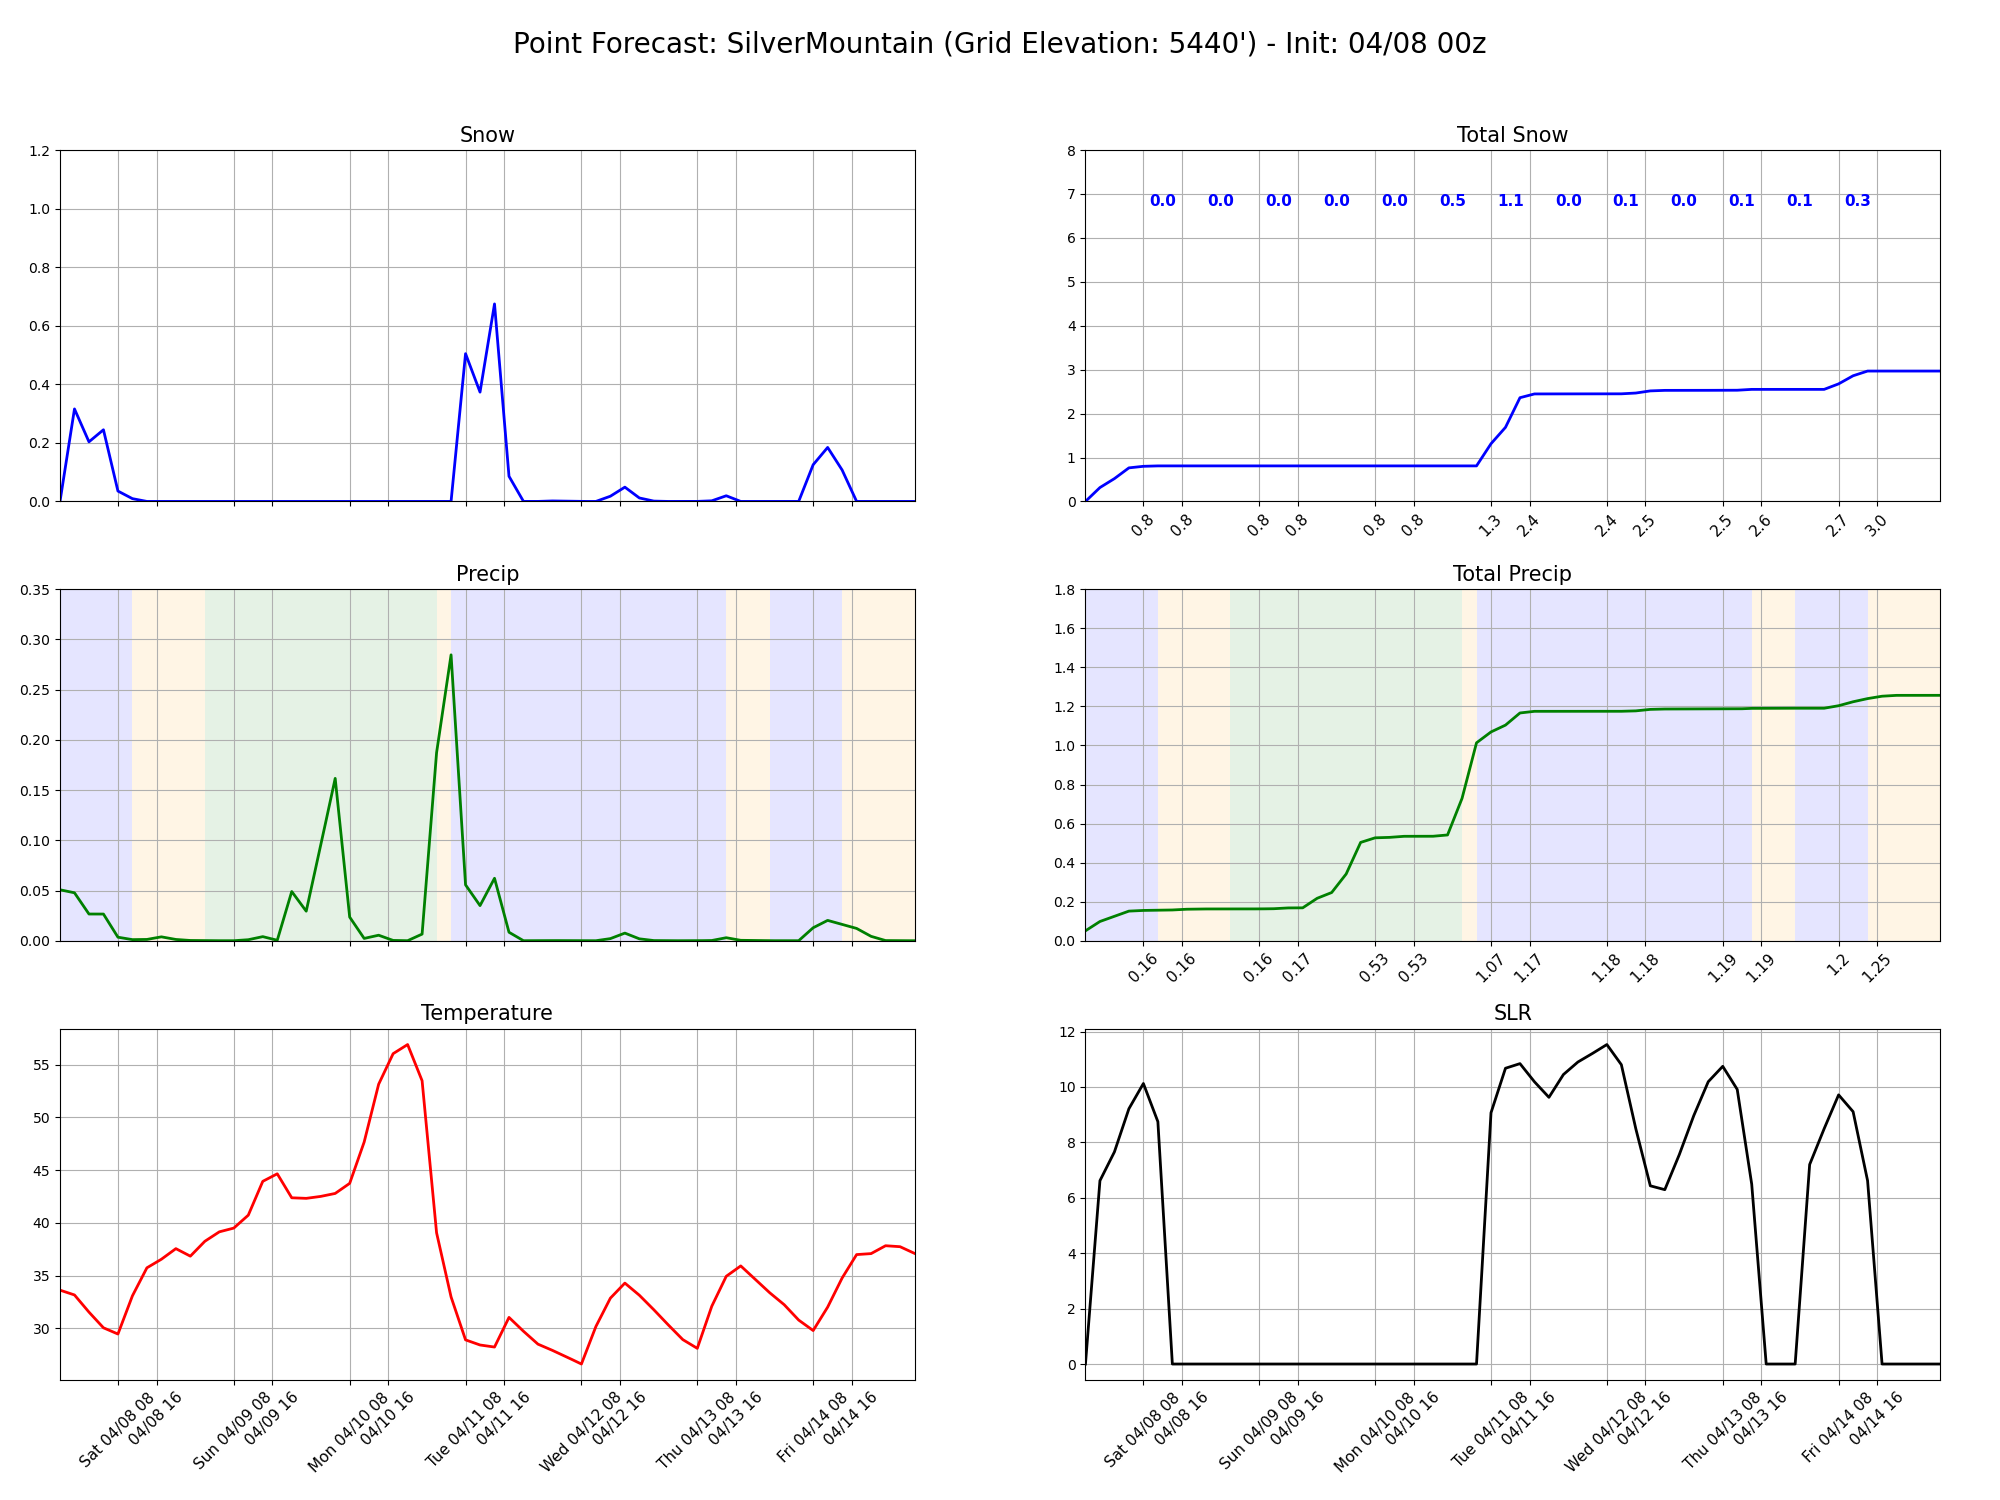 Point Forecast: SilverMountain (Grid Elevation: 5440') - Init: 04/08 00z
Snow
1.2
1.0
0.8
0.6
0.4
0.2
0.0
Total Snow
8
7
6
5
4
3
2
1
0
0.0 0.0 0.0 0.0 0.0 0.5 1.1 0.0 0.1 0.0 0.1 0.1 0.3
0.8 0.8 0.8 0.8 0.8 0.8 1.3 2.4 2.4 2.5 2.5 2.6 2.7 3.0
Precip
0.35
0.30
0.25
0.20
0.15
0.10
0.05
0.00
Total Precip
1.8
1.6
1.4
1.2
1.0
0.8
0.6
0.4
0.2
0.0
0.16 0.16 0.16 0.17 0.53 0.53 1.07 1.17 1.18 1.18 1.19 1.19 1.2 1.25
Temperature
55
50
45
40
35
30
Sat 04/08 08
04/08 16
Sun 04/09 08
04/09 16
Mon 04/10 08
04/10 16
Tue 04/11 08
04/11 16
Wed 04/12 08
04/12 16
Thu 04/13 08
04/13 16
Fri 04/14 08
04/14 16
SLR
12
10
8
6
4
2
0
Sat 04/08 08
04/08 16
Sun 04/09 08
04/09 16
Mon 04/10 08
04/10 16
Tue 04/11 08
04/11 16
Wed 04/12 08
04/12 16
Thu 04/13 08
04/13 16
Fri 04/14 08
04/14 16